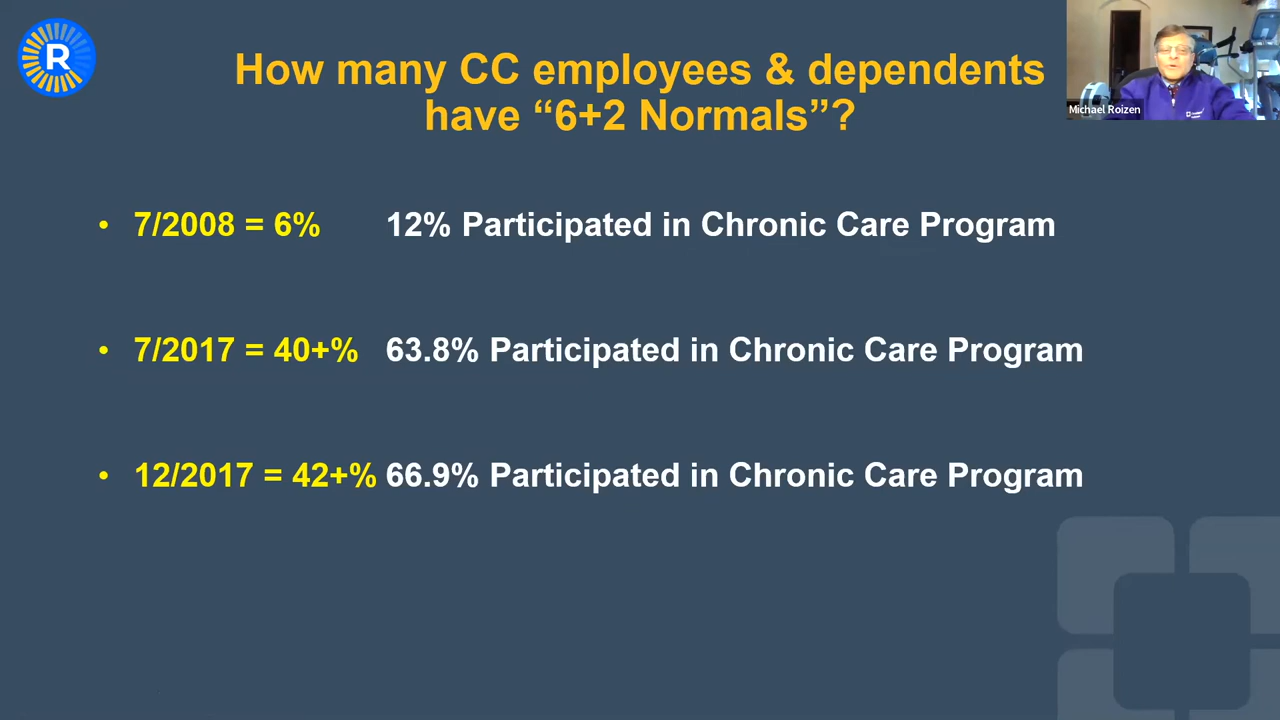 R
How many CC employees & dependents
have “6+2 Normals”?
Michael Roizen
• 7/2008 = 6% 12% Participated in Chronic Care Program
• 7/2017 = 40+% 63.8% Participated in Chronic Care Program
• 12/2017 = 42+% 66.9% Participated in Chronic Care Program